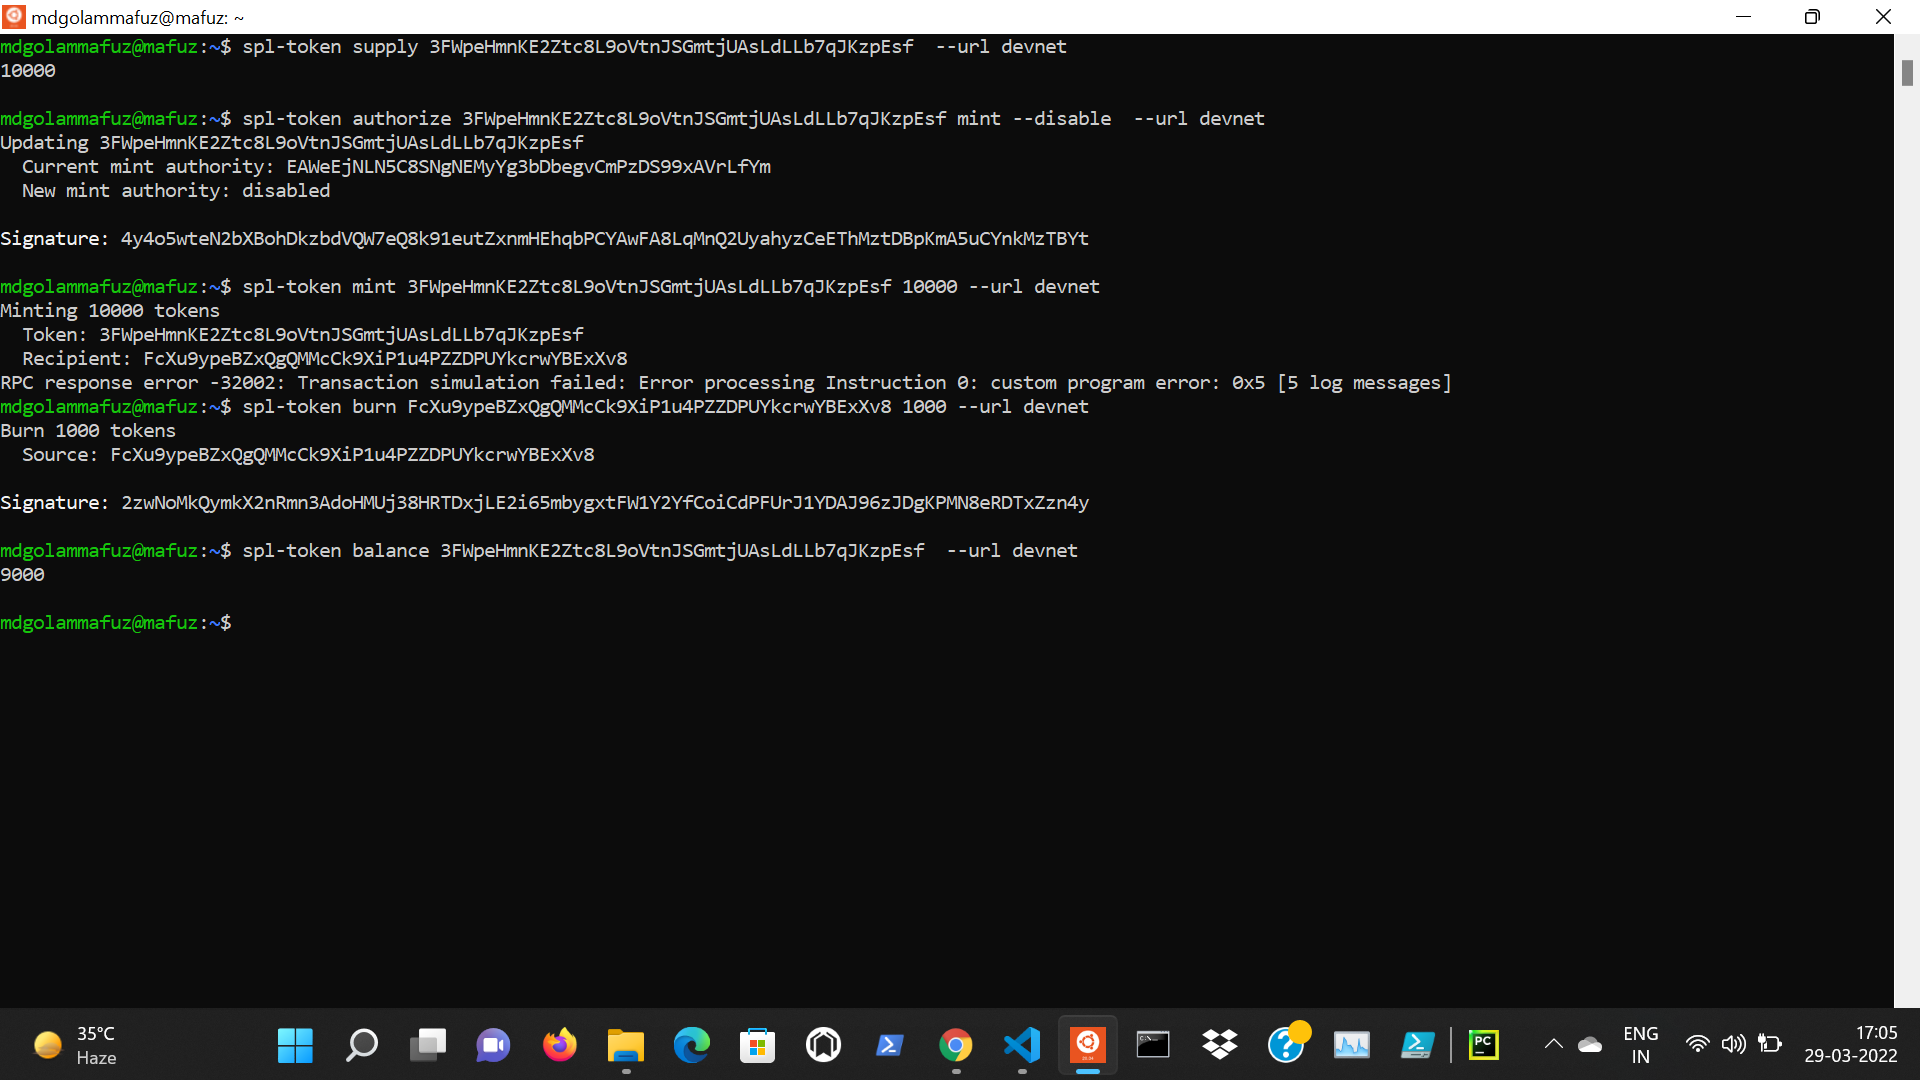 mdgolammafuz@mafuz: ~
mdgolammafuz@mafuz:~$ spl-token supply 3FWpeHmnKE2Ztc8L9oVtnJSGmtjUAsLdLLb7qJKzpEsf  --url devnet
10000
mdgolammafuz@mafuz:~$ spl-token authorize 3FWpeHmnKE2Ztc8L9oVtnJSGmtjUAsLdLLb7qJKzpEsf mint --disable  --url devnet
Updating 3FWpeHmnKE2Ztc8L9oVtnJSGmtjUAsLdLLb7qJKzpEsf
  Current mint authority: EAWeEjNLN5C8SNgNEMyYg3bDbegvCmPzDS99xAVrLfYm
  New mint authority: disabled
Signature: 4y4o5wteN2bXBohDkzbdVQW7eQ8k91eutZxnmHEhqbPCYAwFA8LqMnQ2UyahyzCeEThMztDBpKmA5uCYnkMzTBYt
mdgolammafuz@mafuz:~$ spl-token mint 3FWpeHmnKE2Ztc8L9oVtnJSGmtjUAsLdLLb7qJKzpEsf 10000 --url devnet
Minting 10000 tokens
  Token: 3FWpeHmnKE2Ztc8L9oVtnJSGmtjUAsLdLLb7qJKzpEsf
  Recipient: FcXu9ypeBZxQgQMMcCk9XiP1u4PZZDPUYkcrwYBExXv8
RPC response error -32002: Transaction simulation failed: Error processing Instruction 0: custom program error: 0x5 [5 log messages]
mdgolammafuz@mafuz:~$ spl-token burn FcXu9ypeBZxQgQMMcCk9XiP1u4PZZDPUYkcrwYBExXv8 1000 --url devnet
Burn 1000 tokens
  Source: FcXu9ypeBZxQgQMMcCk9XiP1u4PZZDPUYkcrwYBExXv8
Signature: 2zwNoMkQymkX2nRmn3AdoHMUj38HRTDxjLE2i65mbygxtFW1Y2YfCoiCdPFUrJ1YDAJ96zJDgKPMN8eRDTxZzn4y
mdgolammafuz@mafuz:~$ spl-token balance 3FWpeHmnKE2Ztc8L9oVtnJSGmtjUAsLdLLb7qJKzpEsf  --url devnet
9000
mdgolammafuz@mafuz:~$
35°C
Haze
PC
ENG
IN
17:05
29-03-2022